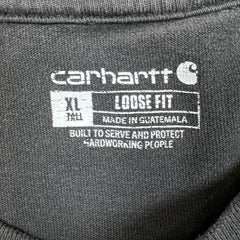 carhartt
XL
TALL
LOOSE FIT
MADE IN GUATEMALA
BUILT TO SERVE AND PROTECT
HARDWORKING PEOPLE